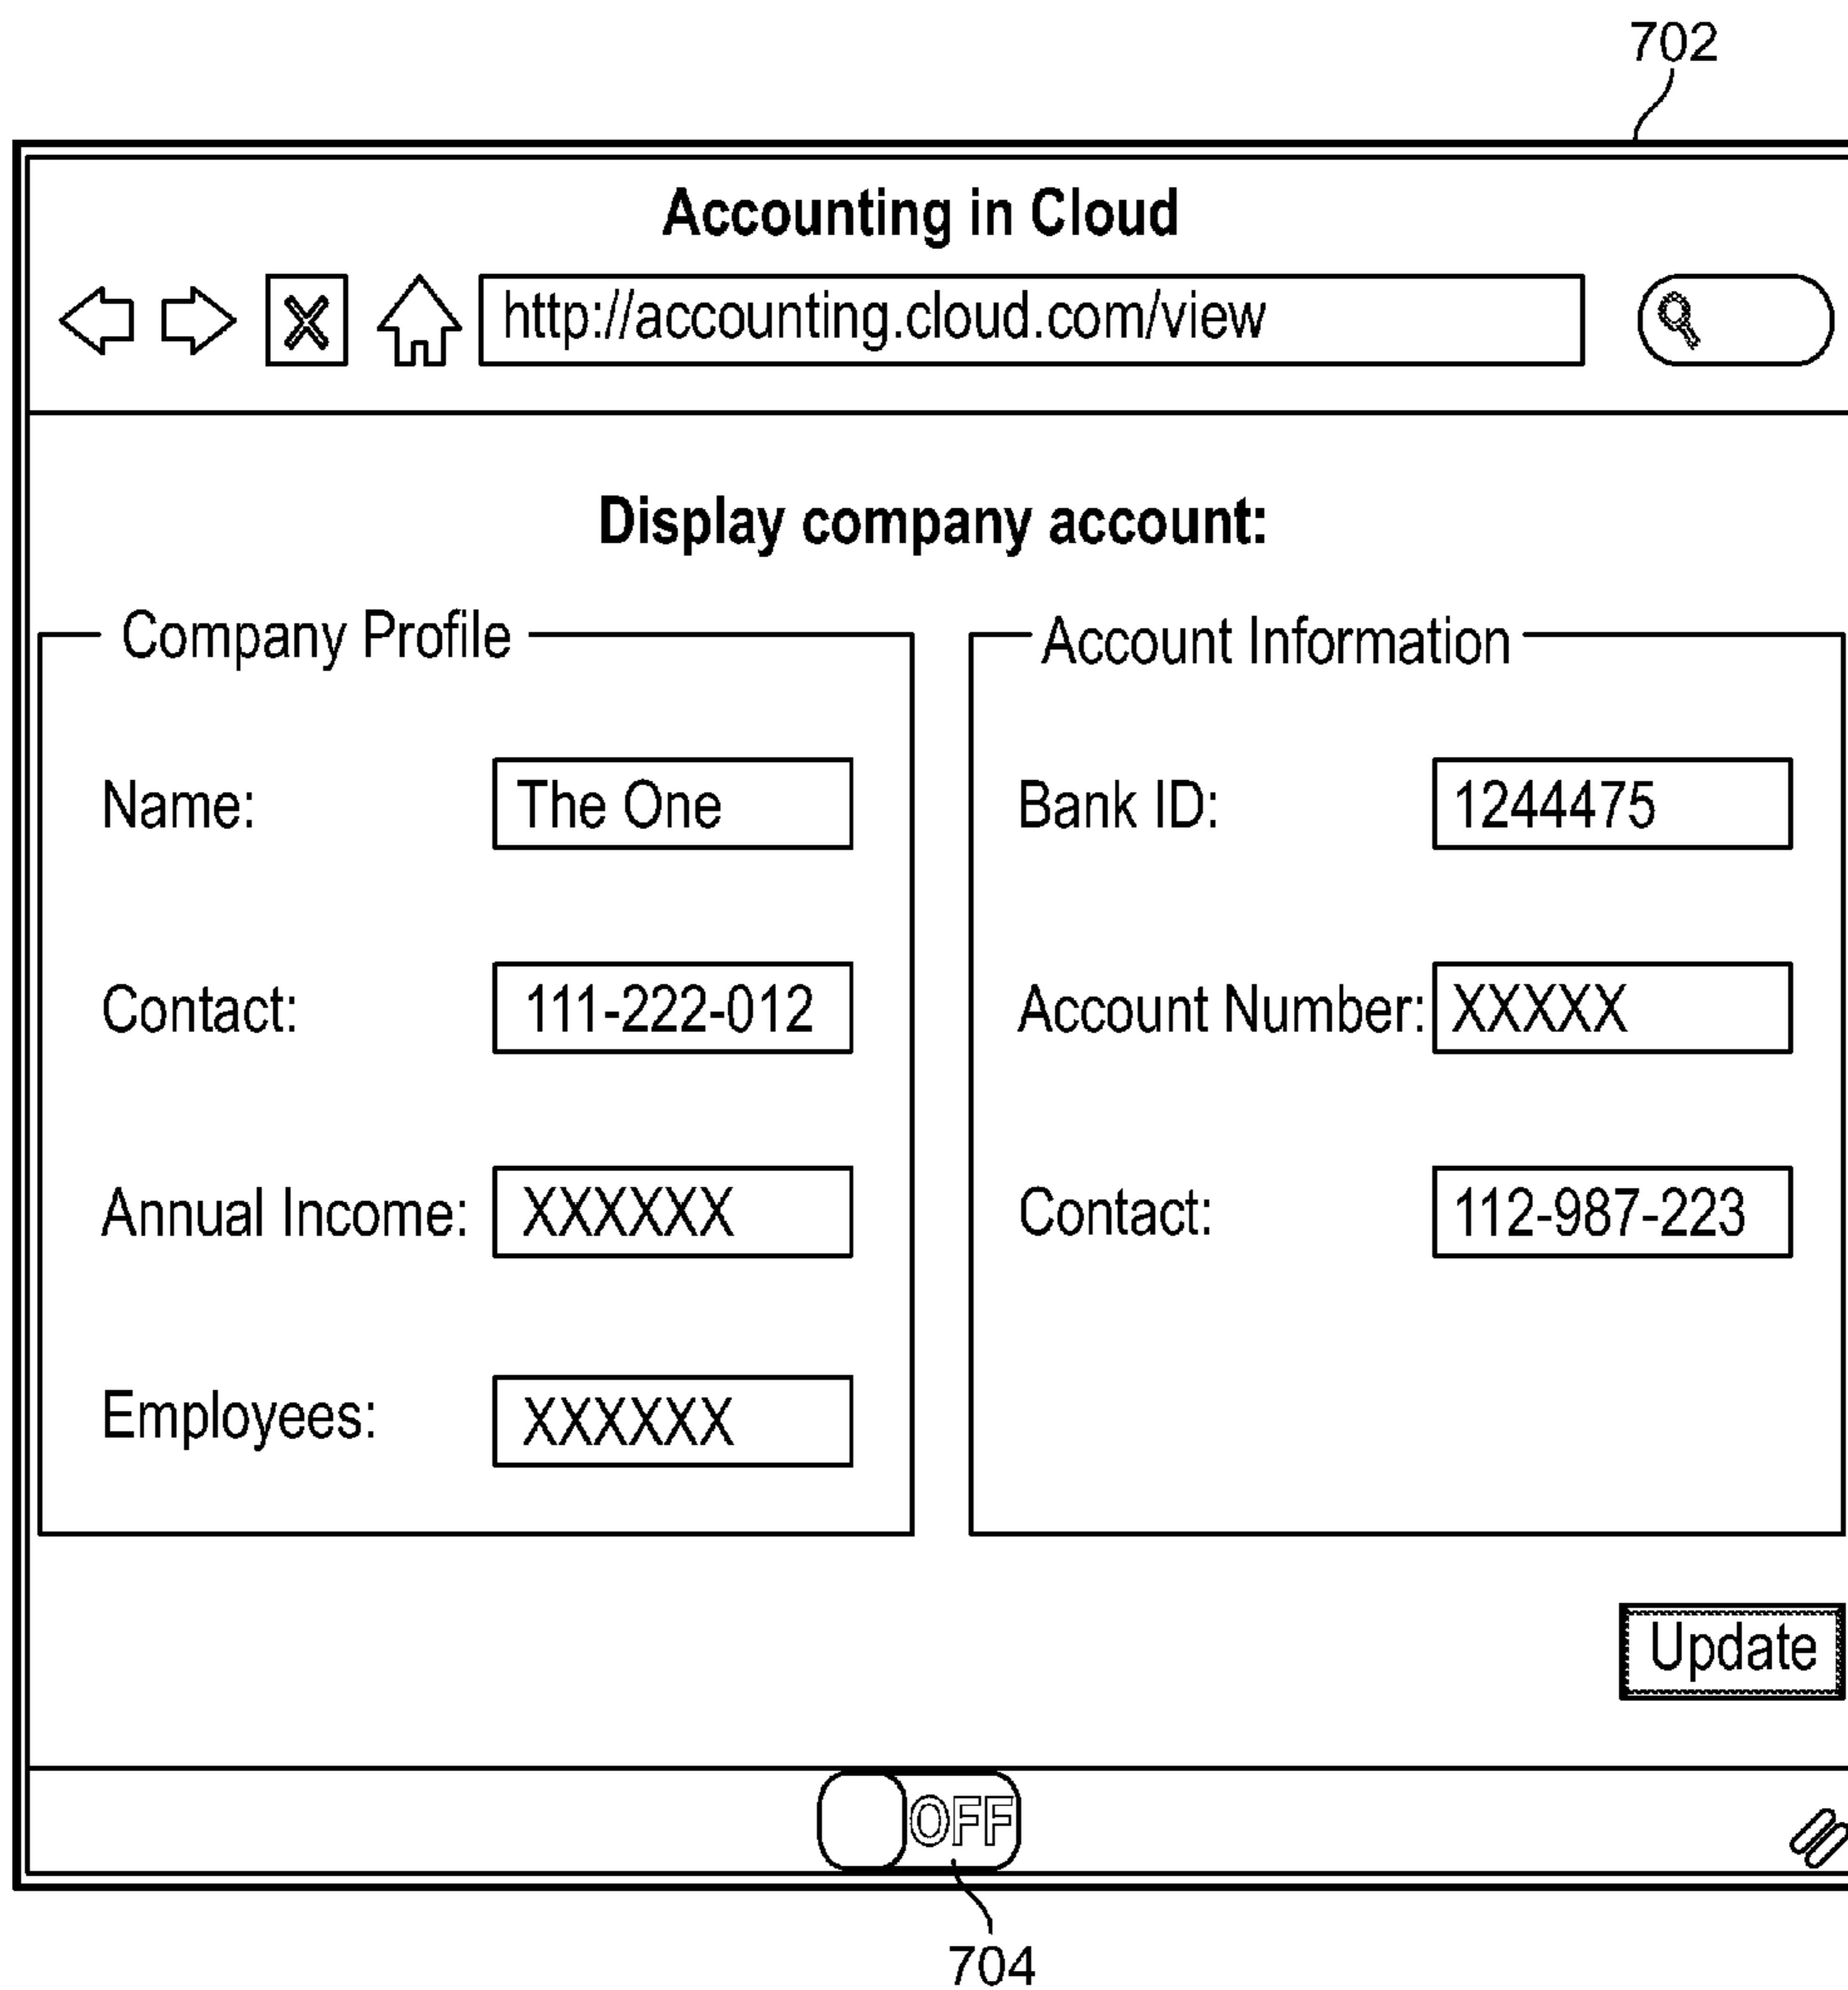 702
Accounting in Cloud
http://accounting.cloud.com/view
Display company account:
Company Profile
Name: The One
Contact: 111-222-012
Annual Income: XXXXXX
Employees: XXXXXX
Account Information
Bank ID: 1244475
Account Number: XXXXX
Contact: 112-987-223
Update
OFF
704